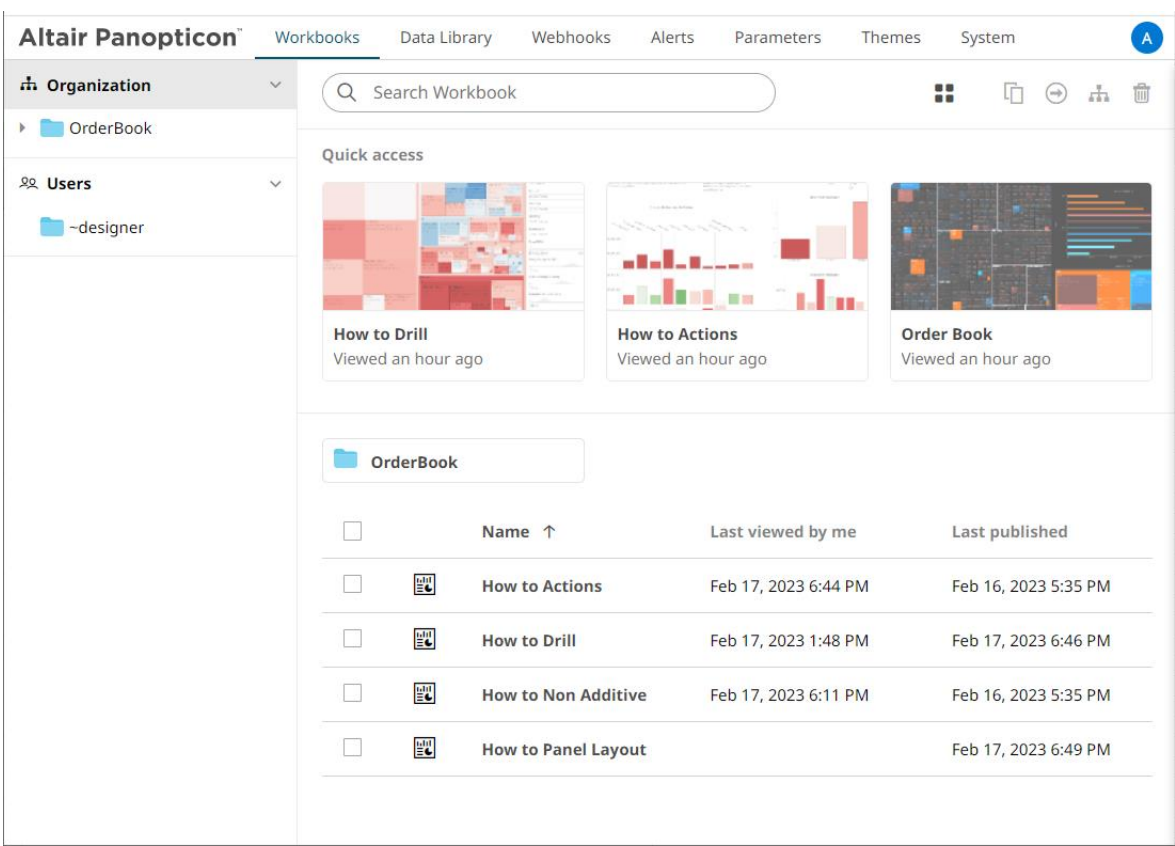 Altair Panopticon™ Workbooks Data Library Webhooks Alerts Parameters Themes System A
Organization
OrderBook
Users
~designer
Search Workbook
Quick access
How to Drill
Viewed an hour ago
How to Actions
Viewed an hour ago
Order Book
Viewed an hour ago
OrderBook
Name ↑ Last viewed by me Last published
How to Actions Feb 17, 2023 6:44 PM Feb 16, 2023 5:35 PM
How to Drill Feb 17, 2023 1:48 PM Feb 17, 2023 6:46 PM
How to Non Additive Feb 17, 2023 6:11 PM Feb 16, 2023 5:35 PM
How to Panel Layout Feb 17, 2023 6:49 PM